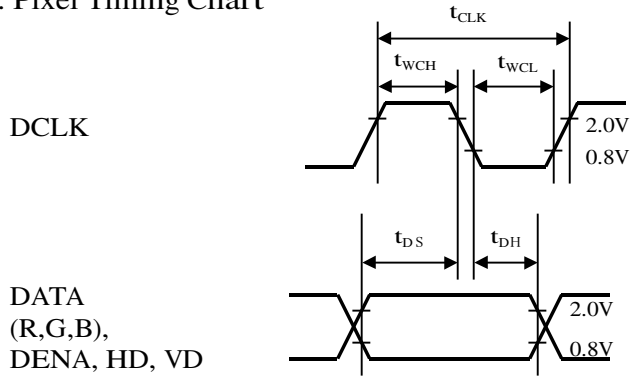 . Pixel Timing Chart
tCLK
tWCH tWCL
DCLK
2.0V
0.8V
tDS tDH
DATA
(R,G,B),
DENA, HD, VD
2.0V
0.8V